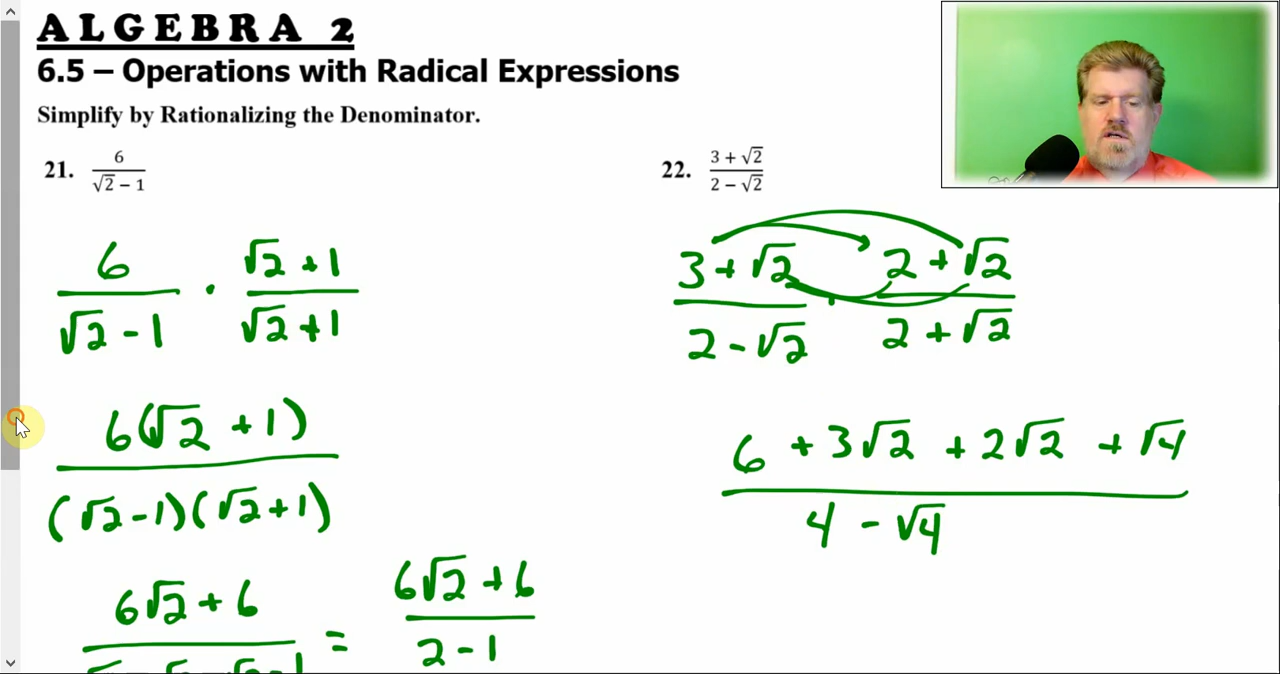 ALGEBRA 2
6.5 – Operations with Radical Expressions
Simplify by Rationalizing the Denominator.
21. 6 / (√2 – 1)
6 / (√2 - 1) · (√2 + 1) / (√2 + 1)
6(√2 + 1) / (√2 - 1)(√2 + 1)
6√2 + 6 = (6√2 + 6) / (2 - 1)
22. (3 + √2) / (2 – √2)
(3 + √2) / (2 - √2) · (2 + √2) / (2 + √2)
(6 + 3√2 + 2√2 + √4) / (4 - √4)